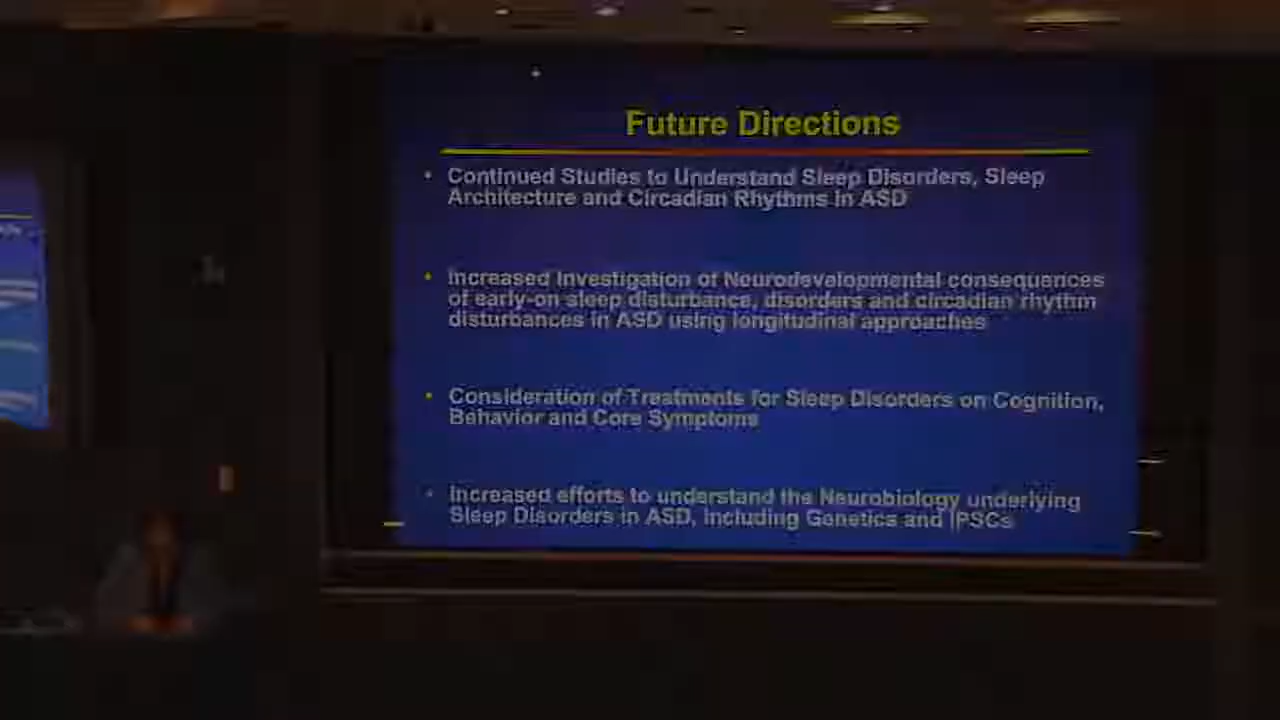 Future Directions
• Continued Studies to Understand Sleep Disorders, Sleep
Architecture and Circadian Rhythms in ASD
• Increased Investigation of Neurodevelopmental consequences
of early-on sleep disturbance, disorders and circadian rhythm
disturbances in ASD using longitudinal approaches
• Consideration of Treatments for Sleep Disorders on Cognition,
Behavior and Core Symptoms
• Increased efforts to understand the Neurobiology underlying
Sleep Disorders in ASD, including Genetics and IPSCs